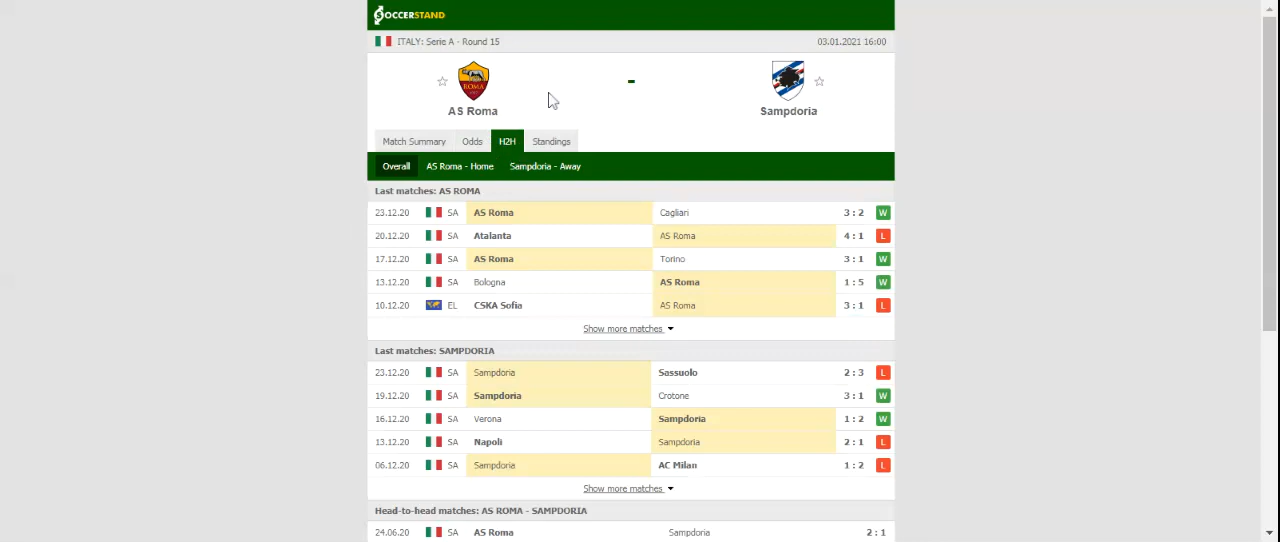 SOCCERSTAND
ITALY: Serie A - Round 15 03.01.2021 16:00
ROMA
-
AS Roma Sampdoria
Match Summary Odds H2H Standings
Overall AS Roma - Home Sampdoria - Away
Last matches: AS ROMA
23.12.20 SA AS Roma Cagliari 3 : 2 W
20.12.20 SA Atalanta AS Roma 4 : 1 L
17.12.20 SA AS Roma Torino 3 : 1 W
13.12.20 SA Bologna AS Roma 1 : 5 W
10.12.20 EL CSKA Sofia AS Roma 3 : 1 L
Show more matches
Last matches: SAMPDORIA
23.12.20 SA Sampdoria Sassuolo 2 : 3 L
19.12.20 SA Sampdoria Crotone 3 : 1 W
16.12.20 SA Verona Sampdoria 1 : 2 W
13.12.20 SA Napoli Sampdoria 2 : 1 L
06.12.20 SA Sampdoria AC Milan 1 : 2 L
Show more matches
Head-to-head matches: AS ROMA - SAMPDORIA
24.06.20 SA AS Roma Sampdoria 2 : 1